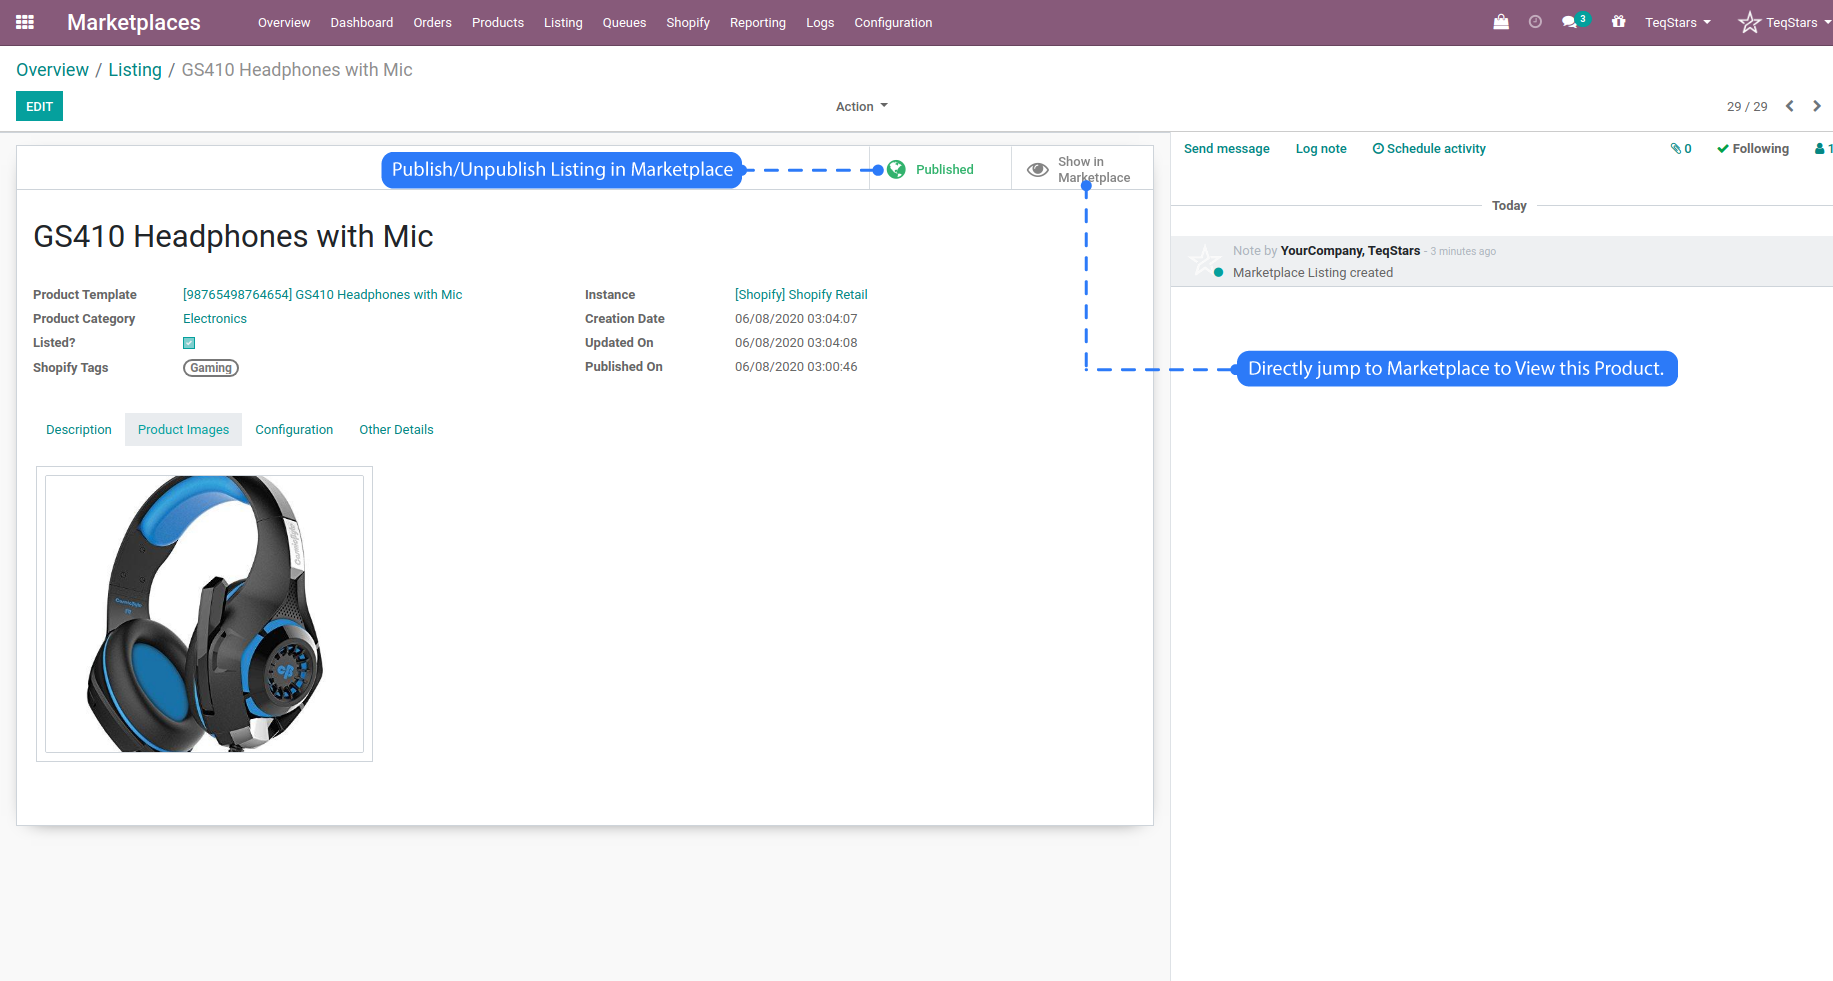 Marketplaces Overview Dashboard Orders Products Listing Queues Shopify Reporting Logs Configuration 3 TeqStars TeqStars
Overview / Listing / GS410 Headphones with Mic
EDIT Action 29 / 29
Publish/Unpublish Listing in Marketplace Published Show in
Marketplace
Send message Log note Schedule activity 0 Following 1
Today
Note by YourCompany, TeqStars - 3 minutes ago
Marketplace Listing created
GS410 Headphones with Mic
Product Template [98765498764654] GS410 Headphones with Mic Instance [Shopify] Shopify Retail
Product Category Electronics Creation Date 06/08/2020 03:04:07
Listed? Updated On 06/08/2020 03:04:08
Shopify Tags Gaming Published On 06/08/2020 03:00:46
Directly jump to Marketplace to View this Product.
Description Product Images Configuration Other Details